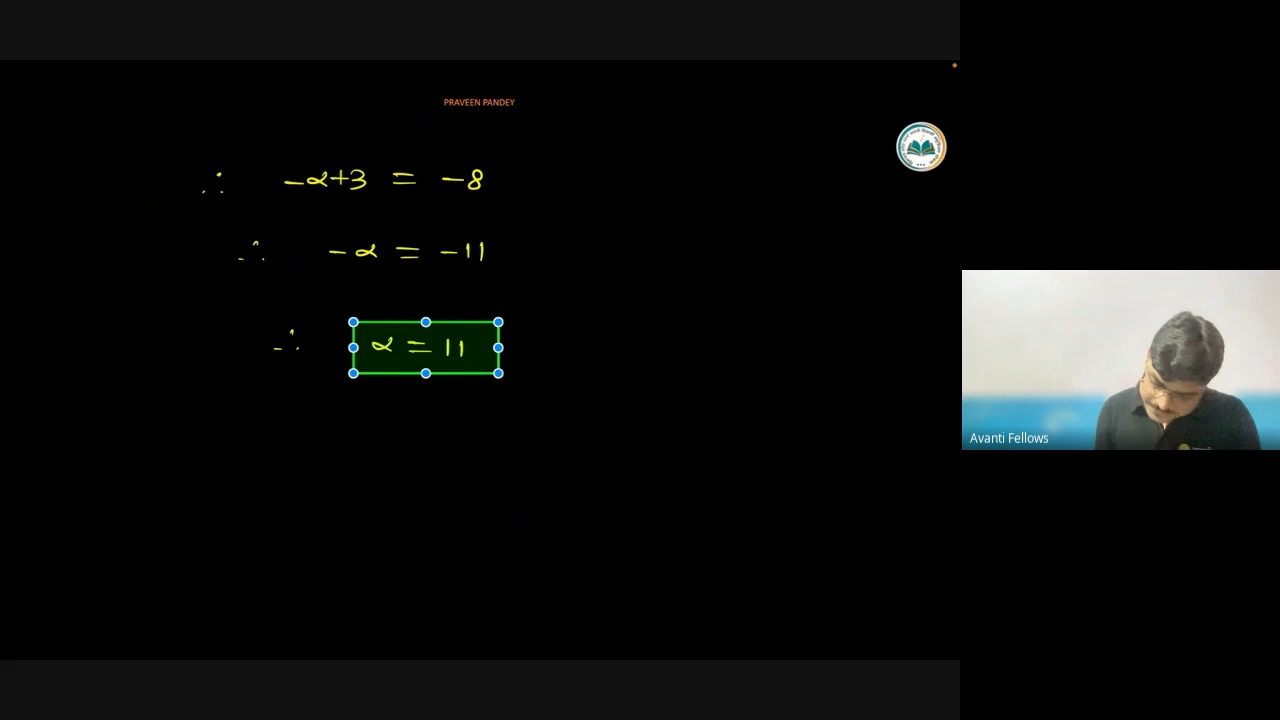 PRAVEEN PANDEY
∴ -α+3 = -8
∴ -α = -11
∴ α = 11
Avanti Fellows